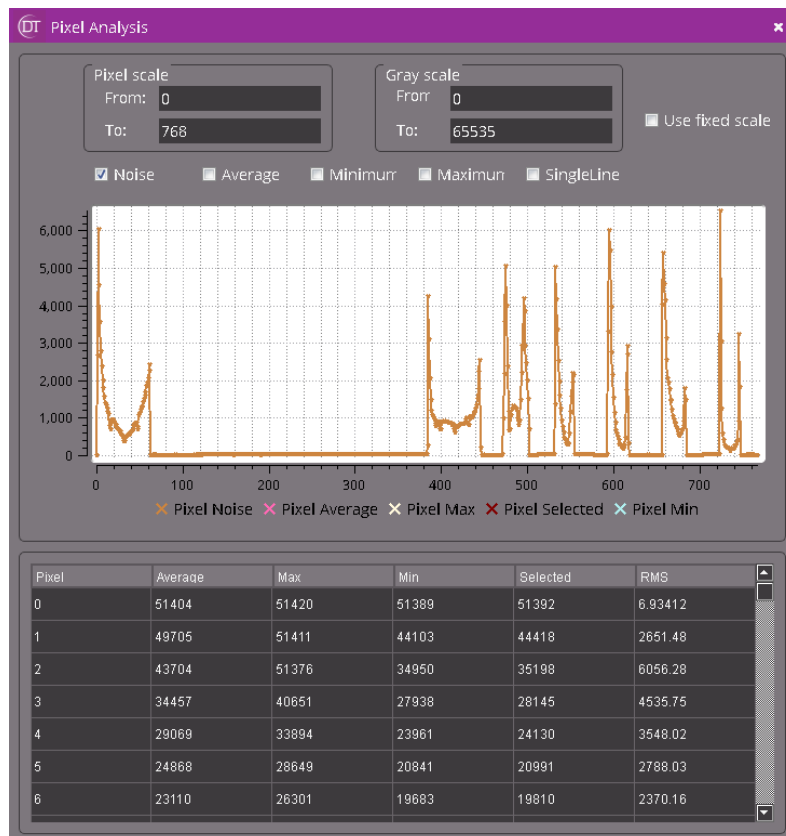 DT Pixel Analysis ×
Pixel scale
From: 0
To: 768
Gray scale
From 0
To: 65535
Use fixed scale
Noise Average Minimum Maximum SingleLine
6,000
5,000
4,000
3,000
2,000
1,000
0
0 100 200 300 400 500 600 700
× Pixel Noise × Pixel Average × Pixel Max × Pixel Selected × Pixel Min
Pixel Average Max Min Selected RMS
0 51404 51420 51389 51392 6.93412
1 49705 51411 44103 44418 2651.48
2 43704 51376 34950 35198 6056.28
3 34457 40651 27938 28145 4535.75
4 29069 33894 23961 24130 3548.02
5 24868 28649 20841 20991 2788.03
6 23110 26301 19683 19810 2370.16